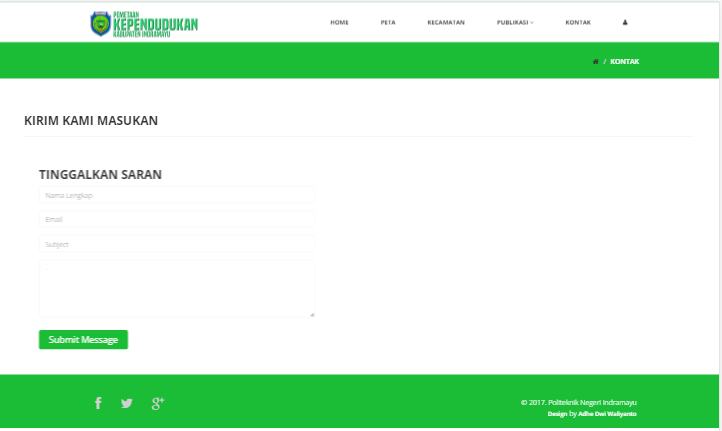 PEMETAAN
KEPENDUDUKAN
KABUPATEN INDRAMAYU
HOME PETA KECAMATAN PUBLIKASI KONTAK
/ KONTAK
KIRIM KAMI MASUKAN
TINGGALKAN SARAN
Nama Lengkap
Email
Subject
Submit Message
© 2017. Politeknik Negeri Indramayu
Design by Adhe Dwi Waliyanto